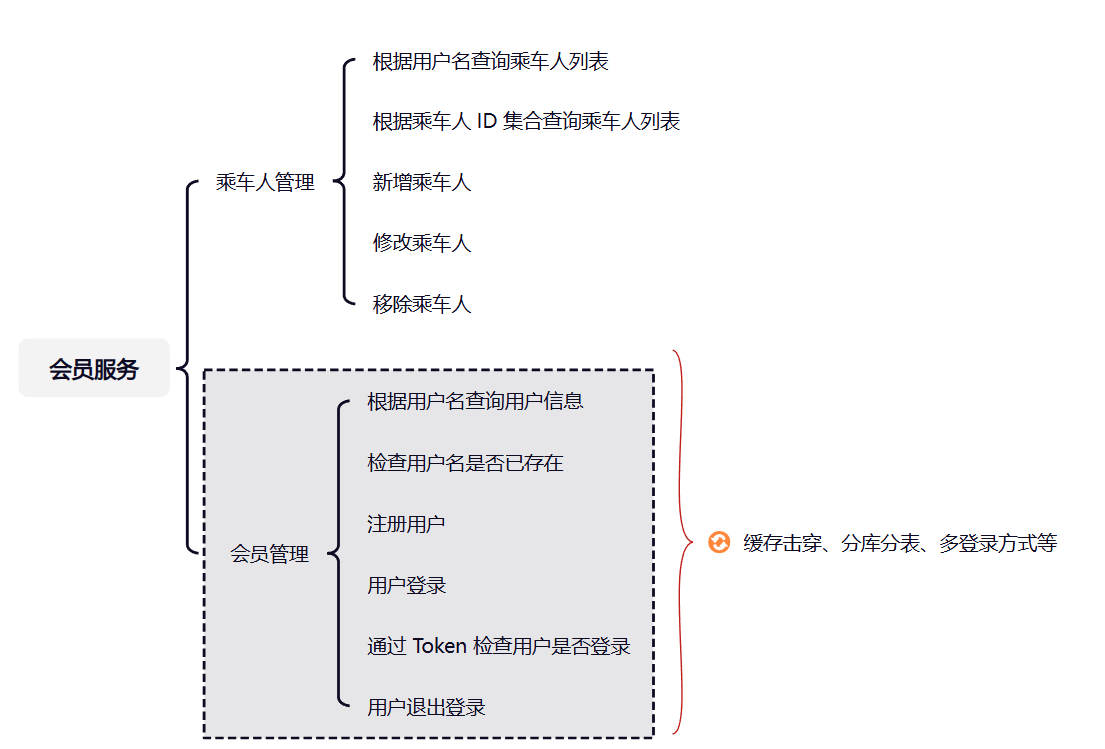 根据用户名查询乘车人列表
根据乘车人 ID 集合查询乘车人列表
乘车人管理
新增乘车人
修改乘车人
移除乘车人
会员服务
根据用户名查询用户信息
检查用户名是否已存在
注册用户
会员管理
用户登录
通过 Token 检查用户是否登录
用户退出登录
缓存击穿、分库分表、多登录方式等